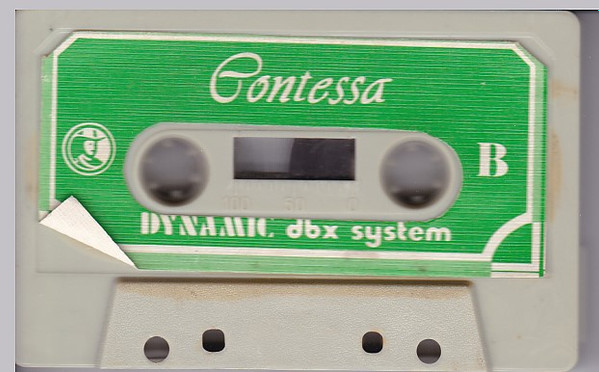 Contessa
B
100 50 0
DYNAMIC dbx system